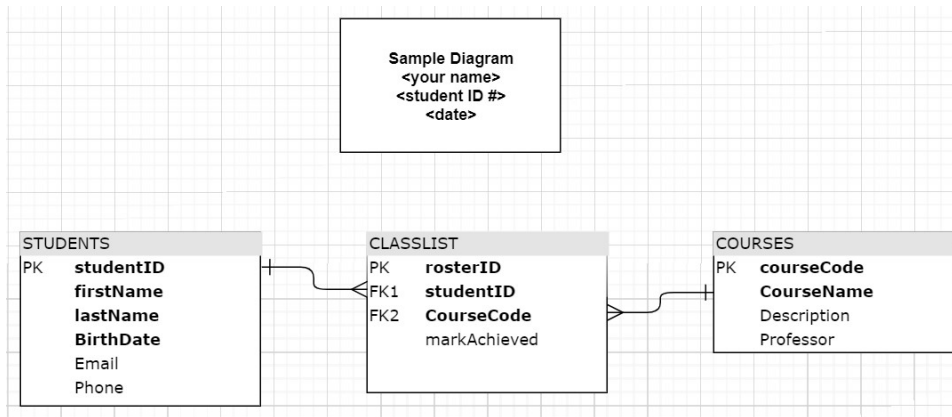 Sample Diagram
<your name>
<student ID #>
<date>
STUDENTS
PK studentID
firstName
lastName
BirthDate
Email
Phone
CLASSLIST
PK rosterID
FK1 studentID
FK2 CourseCode
markAchieved
COURSES
PK courseCode
CourseName
Description
Professor